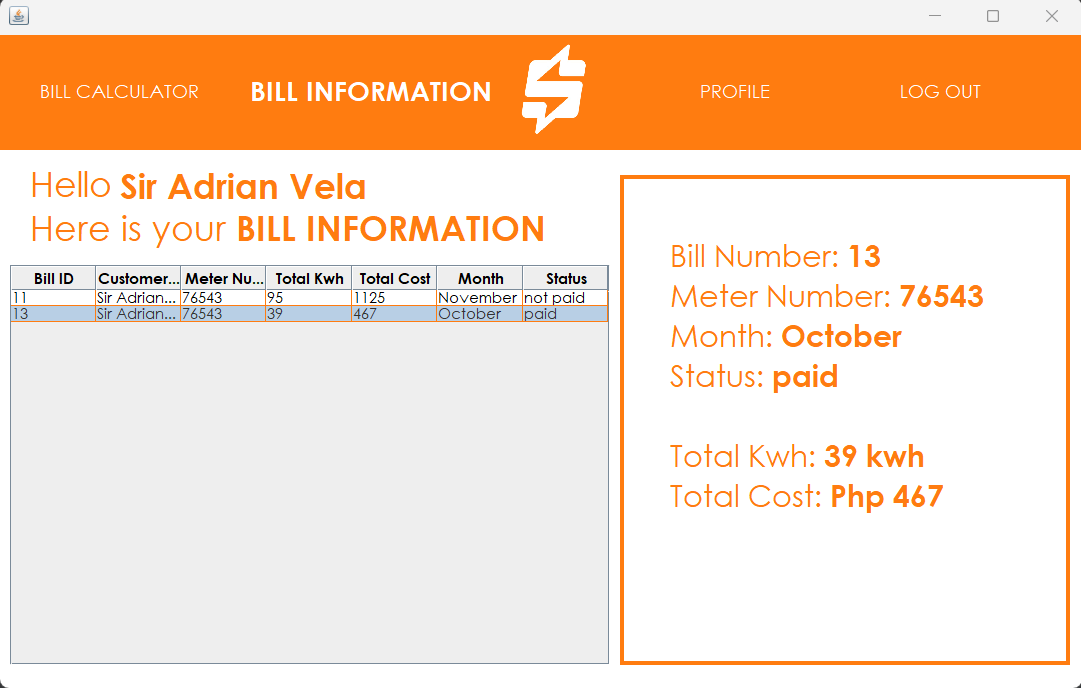 BILL CALCULATOR BILL INFORMATION PROFILE LOG OUT
Hello Sir Adrian Vela
Here is your BILL INFORMATION
Bill ID Customer... Meter Nu... Total Kwh Total Cost Month Status
11 Sir Adrian... 76543 95 1125 November not paid
13 Sir Adrian... 76543 39 467 October paid
Bill Number: 13
Meter Number: 76543
Month: October
Status: paid
Total Kwh: 39 kwh
Total Cost: Php 467